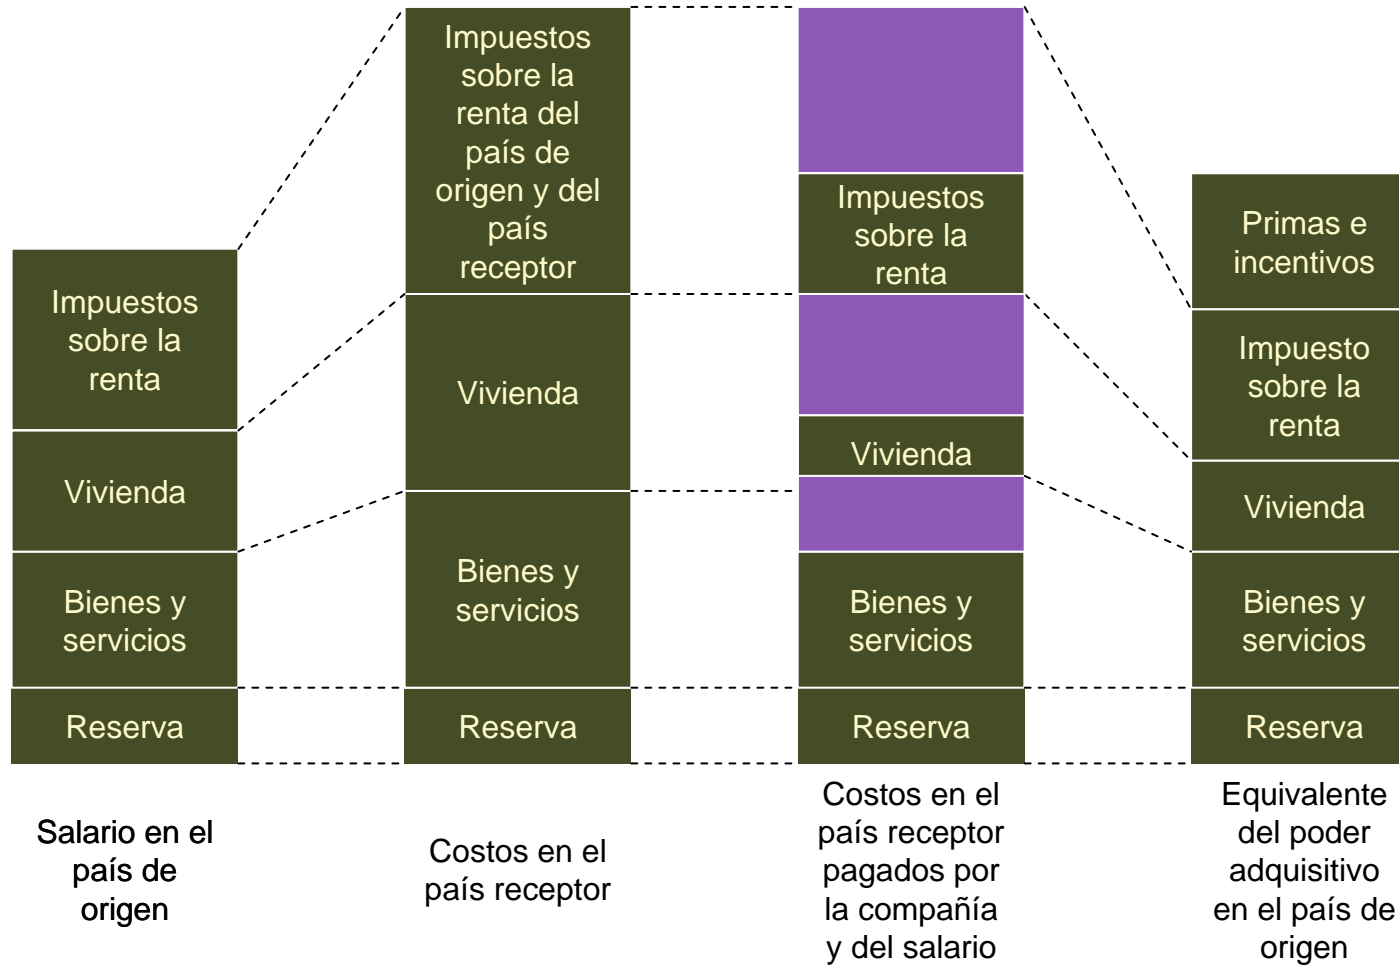 Impuestos
sobre la
renta
Vivienda
Bienes y
servicios
Reserva
Salario en el
país de
origen
Impuestos
sobre la
renta del
país de
origen y del
país
receptor
Vivienda
Bienes y
servicios
Reserva
Costos en el
país receptor
Impuestos
sobre la
renta
Vivienda
Bienes y
servicios
Reserva
Costos en el
país receptor
pagados por
la compañía
y del salario
Primas e
incentivos
Impuesto
sobre la
renta
Vivienda
Bienes y
servicios
Reserva
Equivalente
del poder
adquisitivo
en el país de
origen